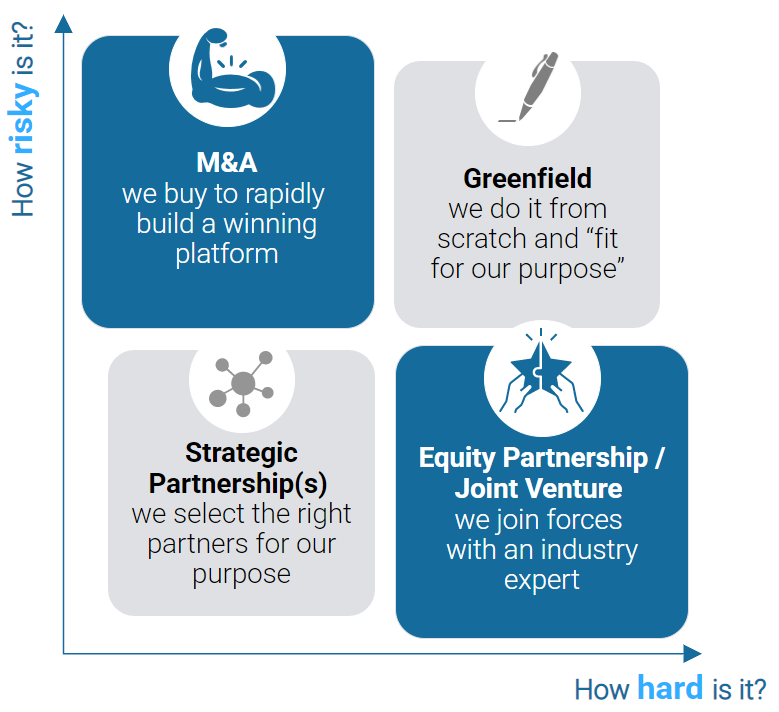 How risky is it?
M&A
we buy to rapidly
build a winning
platform
Greenfield
we do it from
scratch and “fit
for our purpose”
Strategic
Partnership(s)
we select the right
partners for our
purpose
Equity Partnership /
Joint Venture
we join forces
with an industry
expert
How hard is it?